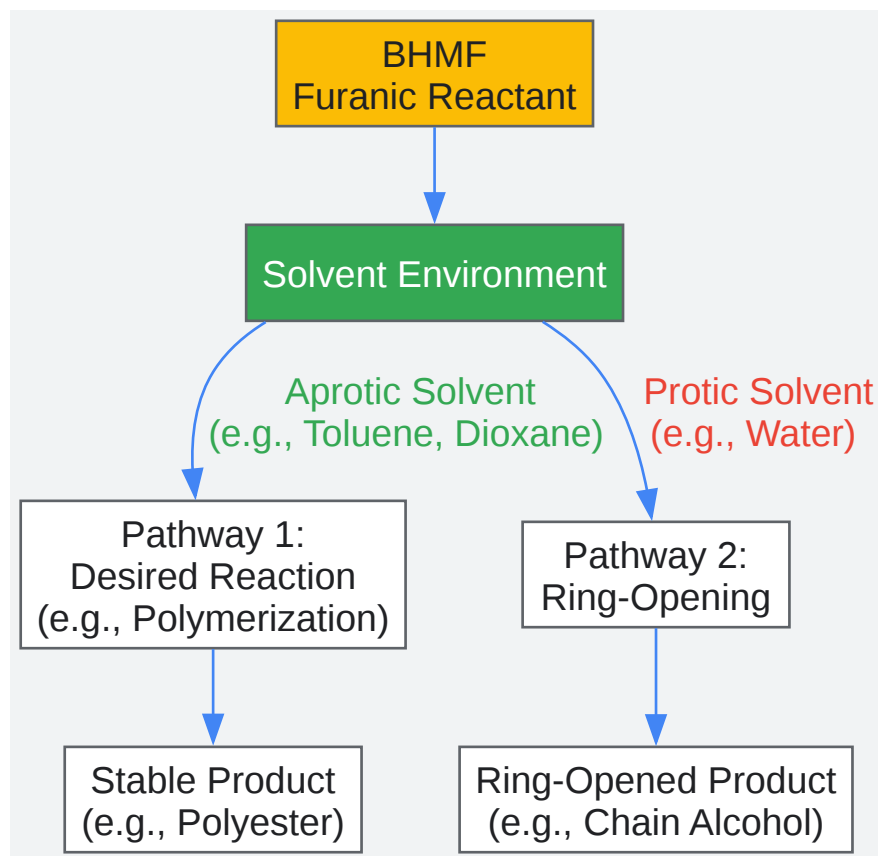 BHMF
Furanic Reactant
Solvent Environment
Aprotic Solvent
(e.g., Toluene, Dioxane)
Protic Solvent
(e.g., Water)
Pathway 1:
Desired Reaction
(e.g., Polymerization)
Pathway 2:
Ring-Opening
Stable Product
(e.g., Polyester)
Ring-Opened Product
(e.g., Chain Alcohol)